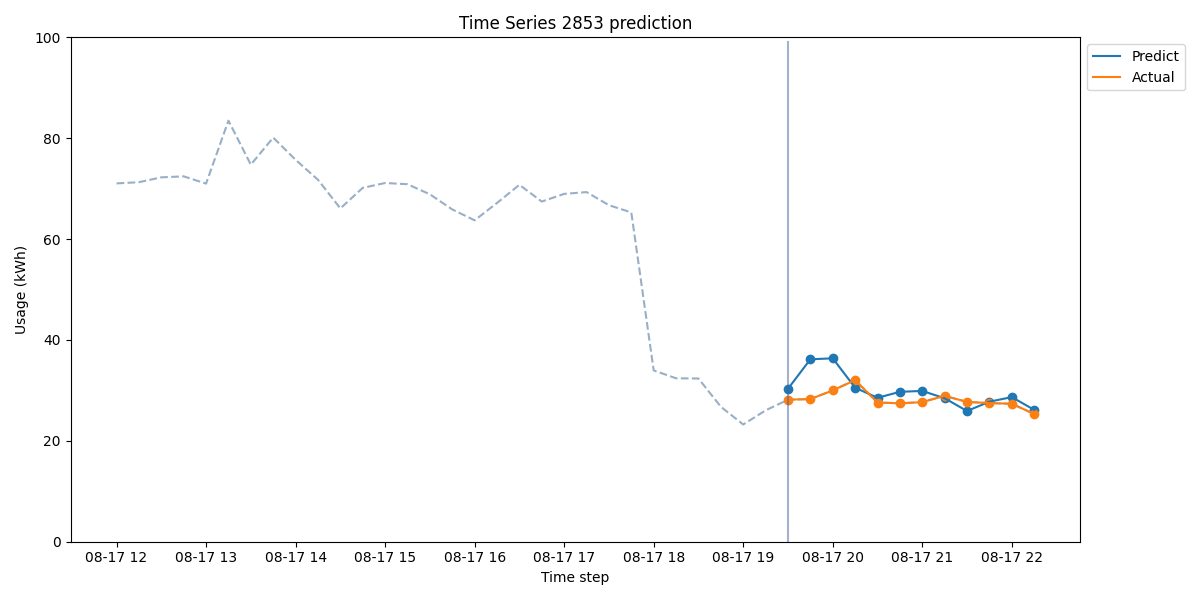 Time Series 2853 prediction
Predict
Actual
Usage (kWh)
100
80
60
40
20
0
08-17 12 08-17 13 08-17 14 08-17 15 08-17 16 08-17 17 08-17 18 08-17 19 08-17 20 08-17 21 08-17 22
Time step